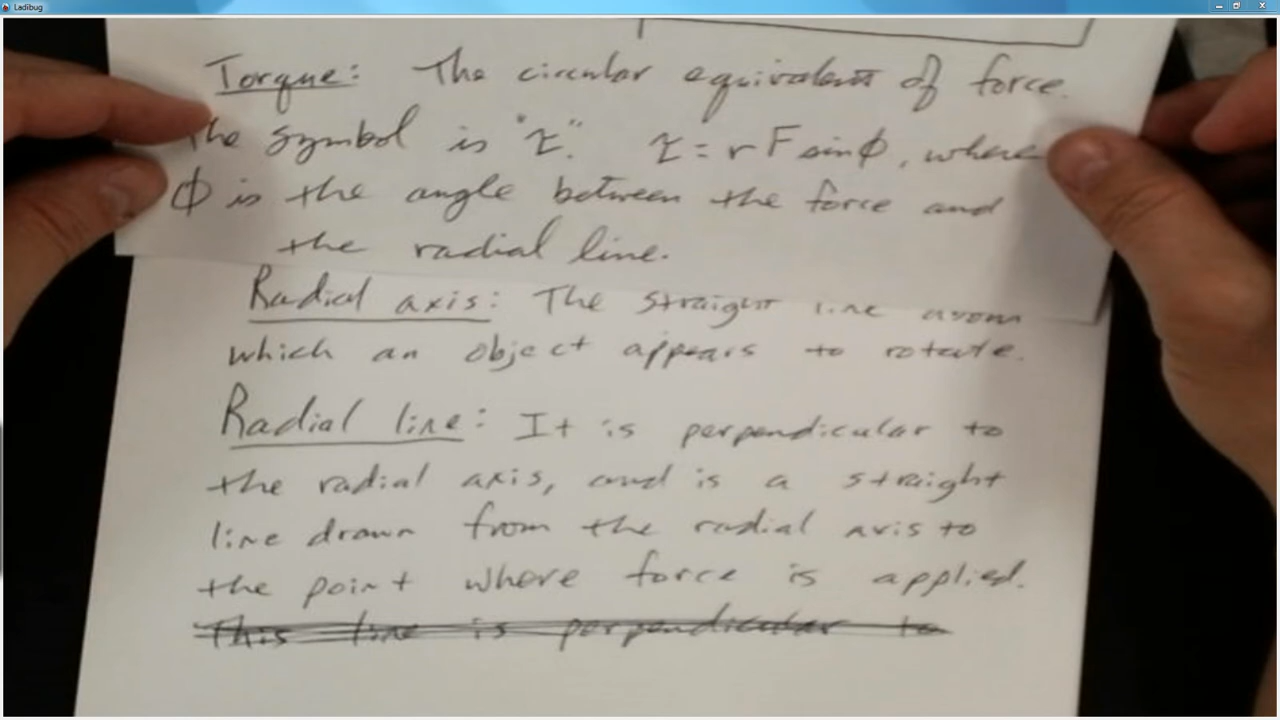 Ladibug
Torque: The circular equivalent of force.
The symbol is "τ". τ = r F sin ϕ, where
ϕ is the angle between the force and
the radial line.
Radial axis: The straight line
which an object appears to rotate.
Radial line: It is perpendicular to
the radial axis, and is a straight
line drawn from the radial axis to
the point where force is applied.
This line is perpendicular to